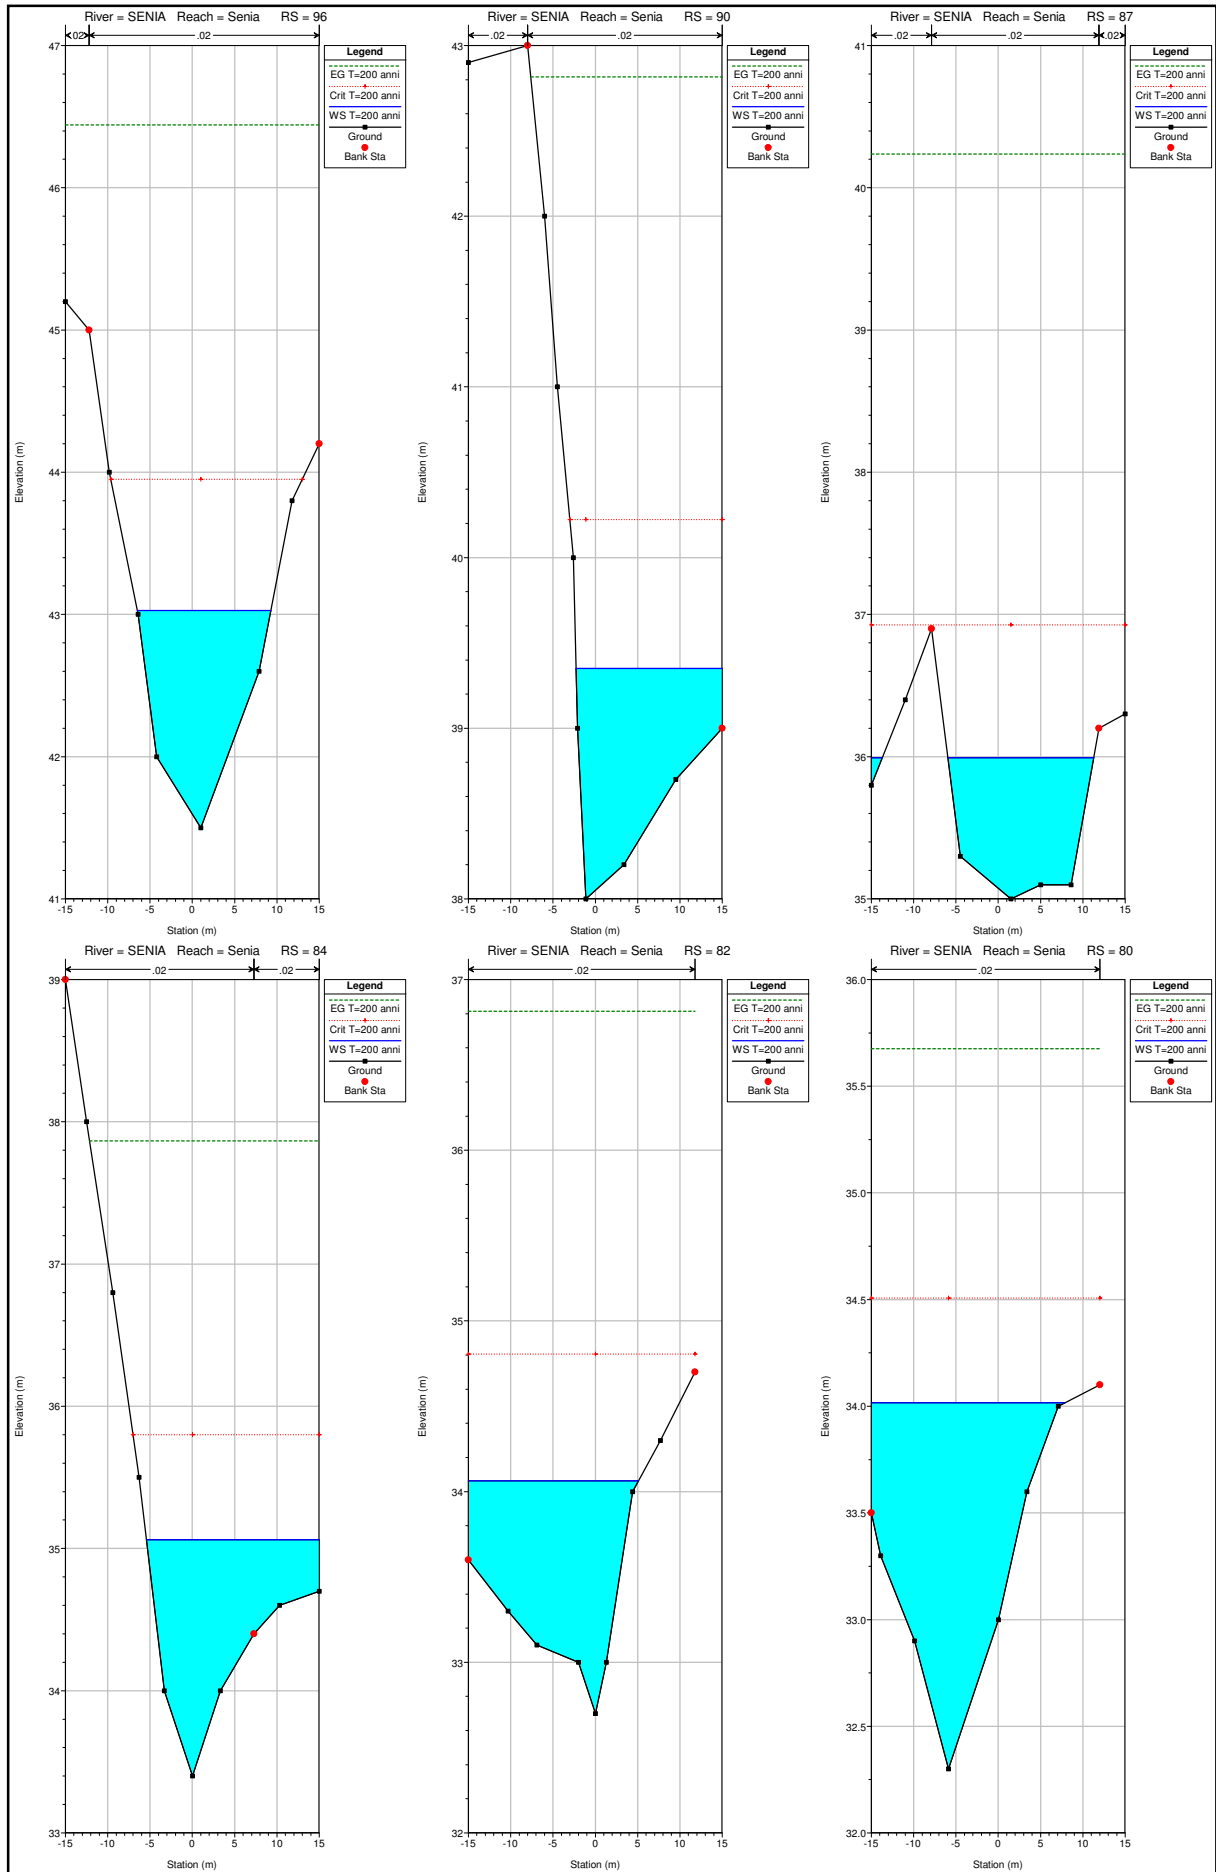 River = SENIA Reach = Senia RS = 96
.02 .02
Legend
EG T=200 anni
Crit T=200 anni
WS T=200 anni
Ground
Bank Sta
47
46
45
44
43
42
41
Elevation (m)
-15 -10 -5 0 5 10 15
Station (m)
River = SENIA Reach = Senia RS = 90
.02 .02
Legend
EG T=200 anni
Crit T=200 anni
WS T=200 anni
Ground
Bank Sta
43
42
41
40
39
38
Elevation (m)
-15 -10 -5 0 5 10 15
Station (m)
River = SENIA Reach = Senia RS = 87
.02 .02 .02
Legend
EG T=200 anni
Crit T=200 anni
WS T=200 anni
Ground
Bank Sta
41
40
39
38
37
36
35
Elevation (m)
-15 -10 -5 0 5 10 15
Station (m)
River = SENIA Reach = Senia RS = 84
.02 .02
Legend
EG T=200 anni
Crit T=200 anni
WS T=200 anni
Ground
Bank Sta
39
38
37
36
35
34
33
Elevation (m)
-15 -10 -5 0 5 10 15
Station (m)
River = SENIA Reach = Senia RS = 82
.02
Legend
EG T=200 anni
Crit T=200 anni
WS T=200 anni
Ground
Bank Sta
37
36
35
34
33
32
Elevation (m)
-15 -10 -5 0 5 10 15
Station (m)
River = SENIA Reach = Senia RS = 80
.02
Legend
EG T=200 anni
Crit T=200 anni
WS T=200 anni
Ground
Bank Sta
36.0
35.5
35.0
34.5
34.0
33.5
33.0
32.5
32.0
Elevation (m)
-15 -10 -5 0 5 10 15
Station (m)